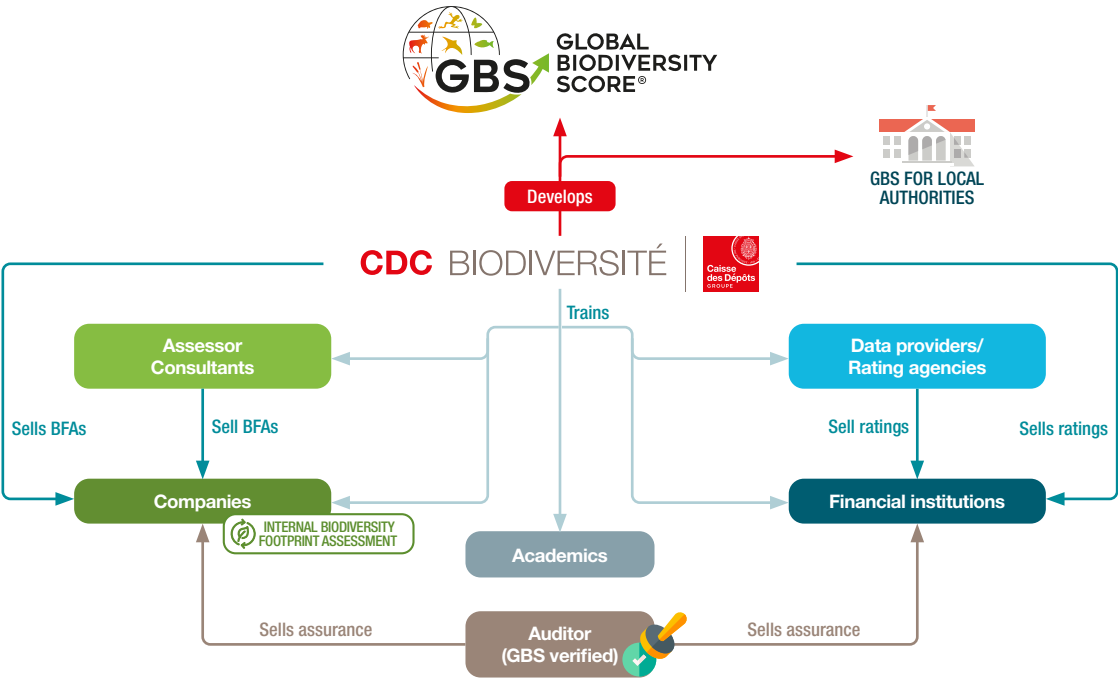 GBS
GLOBAL
BIODIVERSITY
SCORE®
GBS FOR LOCAL
AUTHORITIES
Develops
CDC BIODIVERSITÉ
Caisse
des Dépôts
GROUPE
Trains
Assessor
Consultants
Data providers/
Rating agencies
Sells BFAs
Sell BFAs
Sell ratings
Sells ratings
Companies
Financial institutions
INTERNAL BIODIVERSITY
FOOTPRINT ASSESSMENT
Academics
Sells assurance
Auditor
(GBS verified)
Sells assurance